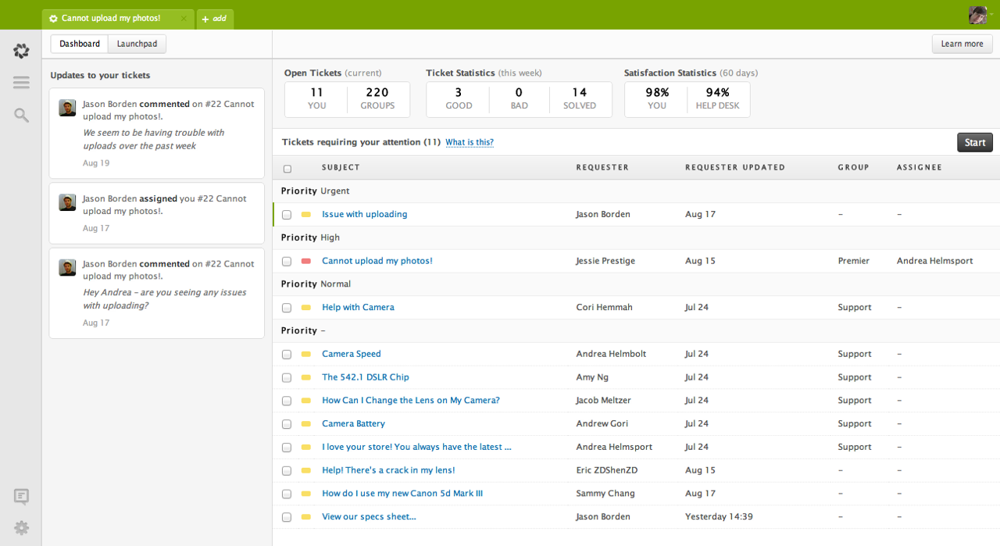 Cannot upload my photos! ×
+ add
Dashboard Launchpad
Learn more
Updates to your tickets
Jason Borden commented on #22 Cannot
upload my photos!.
We seem to be having trouble with
uploads over the past week
Aug 19
Jason Borden assigned you #22 Cannot
upload my photos!.
Aug 17
Jason Borden commented on #22 Cannot
upload my photos!.
Hey Andrea – are you seeing any issues
with uploading?
Aug 17
Open Tickets (current)
11 220
YOU GROUPS
Ticket Statistics (this week)
3 0 14
GOOD BAD SOLVED
Satisfaction Statistics (60 days)
98% 94%
YOU HELP DESK
Tickets requiring your attention (11) What is this?
Start
SUBJECT REQUESTER REQUESTER UPDATED GROUP ASSIGNEE
Priority Urgent
Issue with uploading Jason Borden Aug 17 – –
Priority High
Cannot upload my photos! Jessie Prestige Aug 15 Premier Andrea Helmsport
Priority Normal
Help with Camera Cori Hemmah Jul 24 Support –
Priority –
Camera Speed Andrea Helmbolt Jul 24 Support –
The 542.1 DSLR Chip Amy Ng Jul 24 Support –
How Can I Change the Lens on My Camera? Jacob Meltzer Jul 24 Support –
Camera Battery Andrew Gori Jul 24 Support –
I love your store! You always have the latest ... Andrea Helmsport Jul 24 Support –
Help! There's a crack in my lens! Eric ZDShenZD Aug 15 – –
How do I use my new Canon 5d Mark III Sammy Chang Aug 17 – –
View our specs sheet... Jason Borden Yesterday 14:39 – –